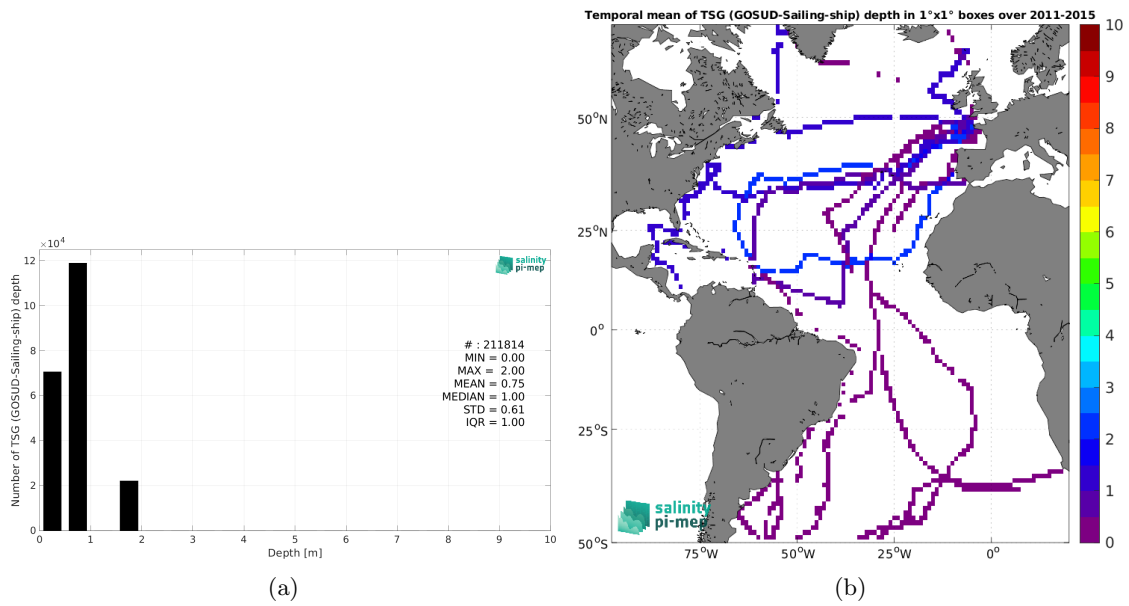 Temporal mean of TSG (GOSUD-Sailing-ship) depth in 1°x1° boxes over 2011-2015
×10⁴
12
10
8
6
4
2
0
Number of TSG (GOSUD-Sailing-ship) depth
0 1 2 3 4 5 6 7 8 9 10
Depth [m]
salinity
pi-mep
# : 211814
MIN = 0.00
MAX = 2.00
MEAN = 0.75
MEDIAN = 1.00
STD = 0.61
IQR = 1.00
(a)
50°N
25°N
0°
25°S
50°S
75°W 50°W 25°W 0°
salinity
pi-mep
10
9
8
7
6
5
4
3
2
1
0
(b)